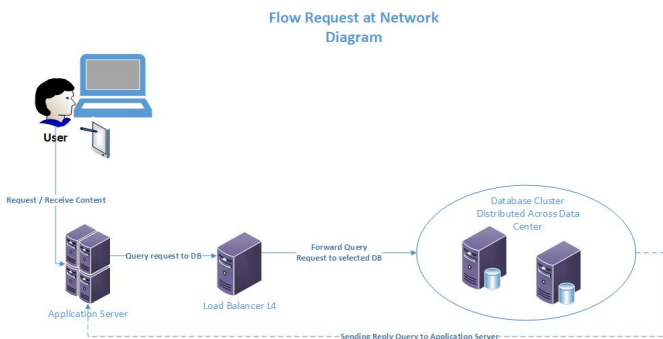 Flow Request at Network
Diagram
User
Request / Receive Content
Database Cluster
Distributed Across Data
Center
Query request to DB
Forward Query
Request to selected DB
Application Server
Load Balancer L4
Sending Reply Query to Application Server